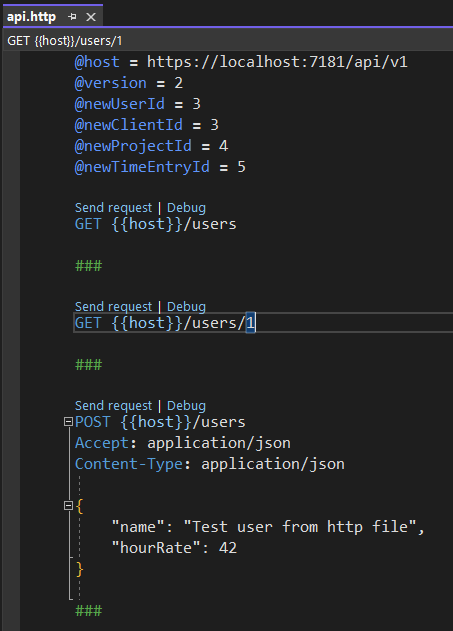 api.http
GET {{host}}/users/1
@host = https://localhost:7181/api/v1
@version = 2
@newUserId = 3
@newClientId = 3
@newProjectId = 4
@newTimeEntryId = 5
Send request | Debug
GET {{host}}/users
###
Send request | Debug
GET {{host}}/users/1
###
Send request | Debug
POST {{host}}/users
Accept: application/json
Content-Type: application/json
{
"name": "Test user from http file",
"hourRate": 42
}
###